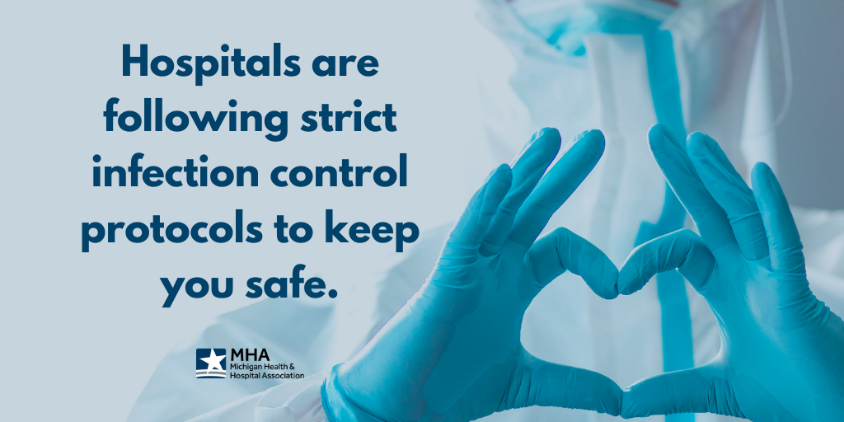 Hospitals are
following strict
infection control
protocols to keep
you safe.
MHA
Michigan Health &
Hospital Association